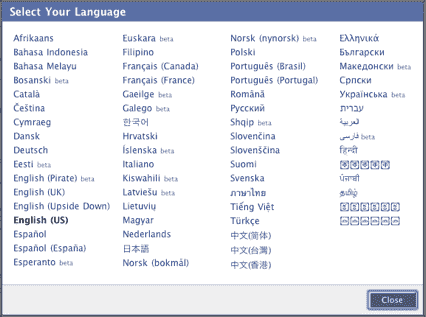 Select Your Language
Afrikaans
Bahasa Indonesia
Bahasa Melayu
Bosanski beta
Català
Čeština
Cymraeg
Dansk
Deutsch
Eesti beta
English (Pirate) beta
English (UK)
English (Upside Down)
English (US)
Español
Español (España)
Esperanto beta
Euskara beta
Filipino
Français (Canada)
Français (France)
Gaeilge beta
Galego beta
한국어
Hrvatski
Íslenska beta
Italiano
Kiswahili beta
Latviešu beta
Lietuvių
Magyar
Nederlands
日本語
Norsk (bokmål)
Norsk (nynorsk) beta
Polski
Português (Brasil)
Português (Portugal)
Română
Русский
Shqip beta
Slovenčina
Slovenščina
Suomi
Svenska
ภาษาไทย
Tiếng Việt
Türkçe
中文(简体)
中文(台灣)
中文(香港)
Ελληνικά
Български
Македонски beta
Српски
Українська beta
עברית
العربية
فارسی beta
हिन्दी
ਪੰਜਾਬੀ
தமிழ்
Close